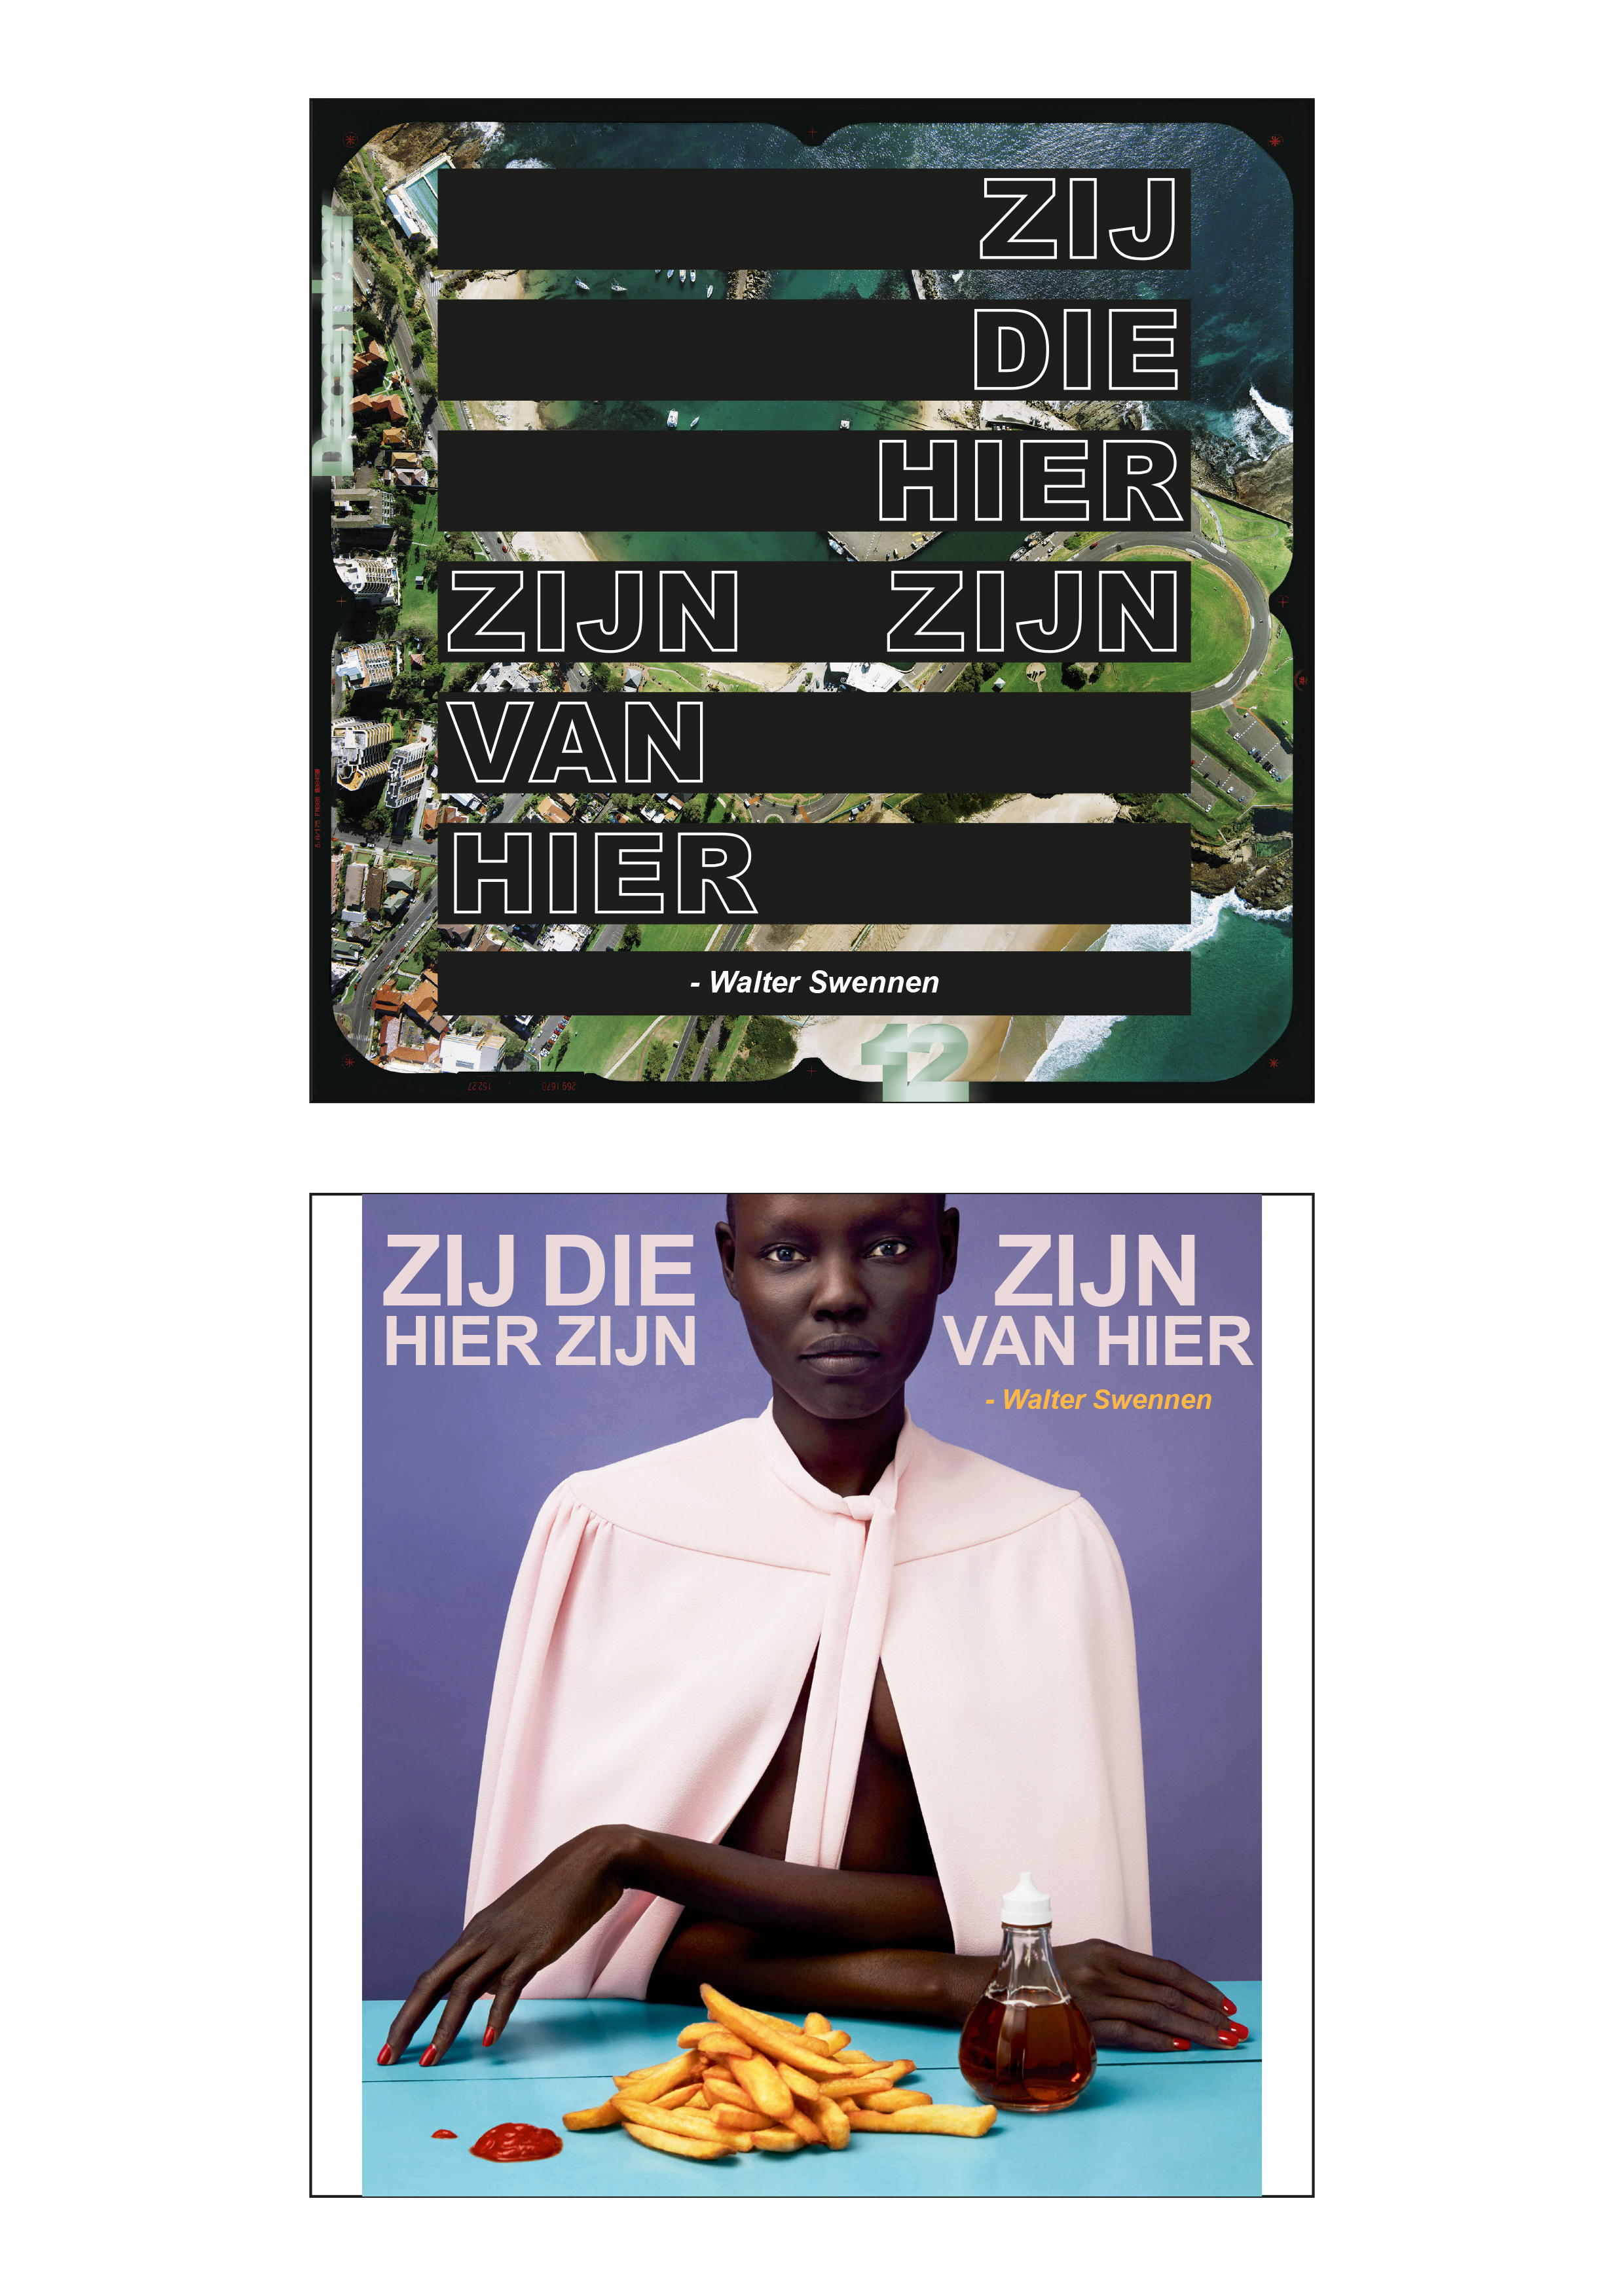 ZIJ
DIE
HIER
ZIJN ZIJN
VAN
HIER
- Walter Swennen
December
12
ZIJ DIE
HIER ZIJN
ZIJN
VAN HIER
- Walter Swennen